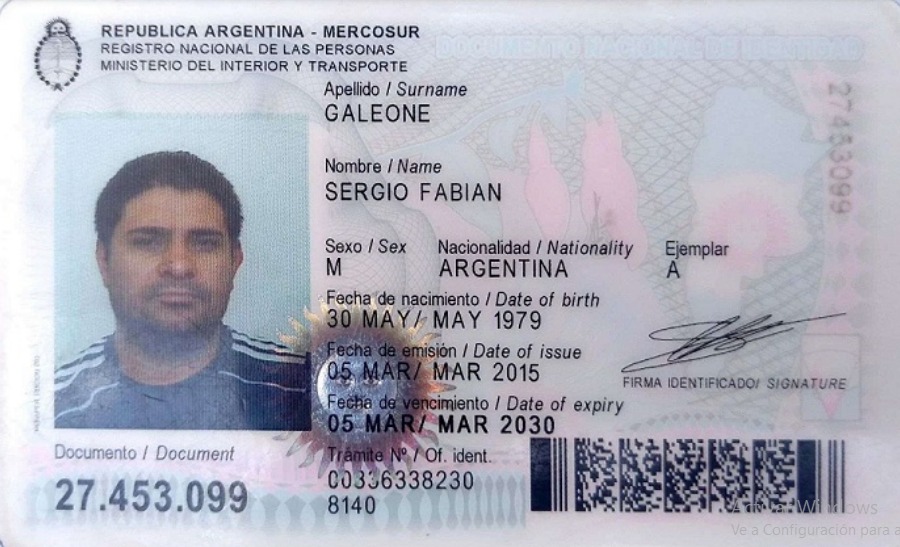 REPUBLICA ARGENTINA - MERCOSUR
REGISTRO NACIONAL DE LAS PERSONAS
MINISTERIO DEL INTERIOR Y TRANSPORTE
DOCUMENTO NACIONAL DE IDENTIDAD
Apellido / Surname
GALEONE
Nombre / Name
SERGIO FABIAN
Sexo / Sex Nacionalidad / Nationality Ejemplar
M ARGENTINA A
Fecha de nacimiento / Date of birth
30 MAY/ MAY 1979
Fecha de emisión / Date of issue
05 MAR/ MAR 2015
FIRMA IDENTIFICADO/ SIGNATURE
Fecha de vencimiento / Date of expiry
05 MAR/ MAR 2030
Documento / Document
27.453.099
Trámite Nº / Of. ident.
00336338230
8140
27453099
Activar Windows
Ve a Configuración para a